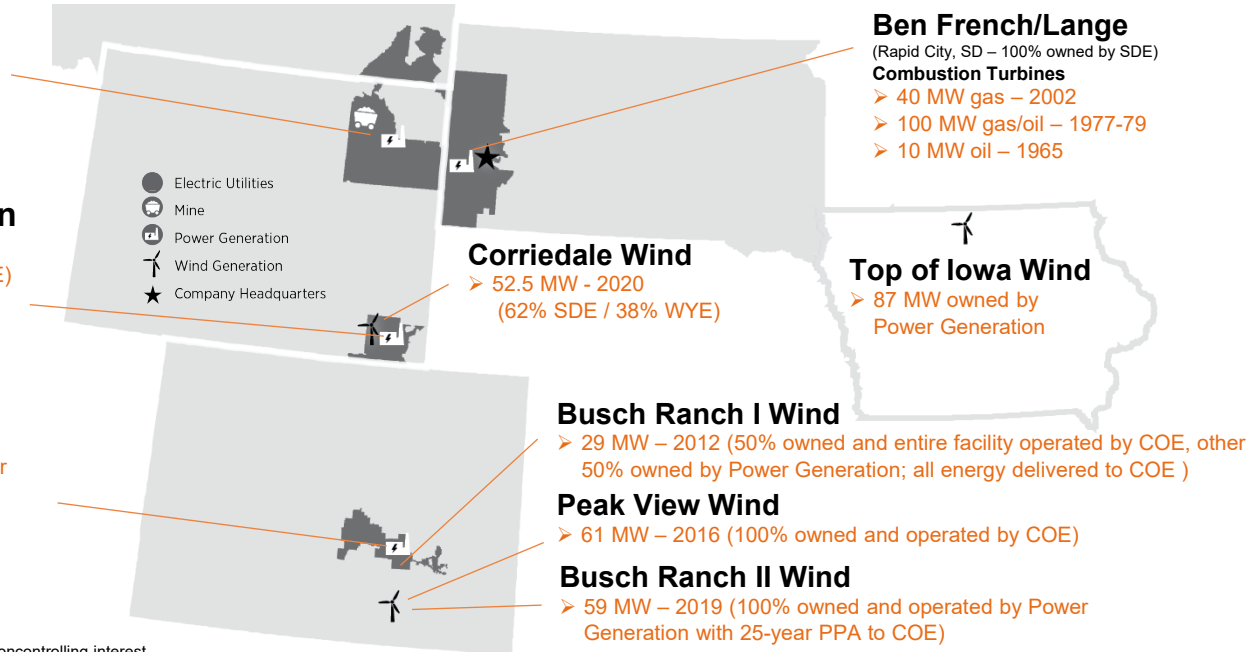 Ben French/Lange
(Rapid City, SD – 100% owned by SDE)
Combustion Turbines
➢ 40 MW gas – 2002
➢ 100 MW gas/oil – 1977-79
➢ 10 MW oil – 1965
Electric Utilities
Mine
Power Generation
Wind Generation
Company Headquarters
n
E)
Corriedale Wind
➢ 52.5 MW - 2020
(62% SDE / 38% WYE)
Top of Iowa Wind
➢ 87 MW owned by
Power Generation
r
Busch Ranch I Wind
➢ 29 MW – 2012 (50% owned and entire facility operated by COE, other
50% owned by Power Generation; all energy delivered to COE )
Peak View Wind
➢ 61 MW – 2016 (100% owned and operated by COE)
Busch Ranch II Wind
➢ 59 MW – 2019 (100% owned and operated by Power
Generation with 25-year PPA to COE)